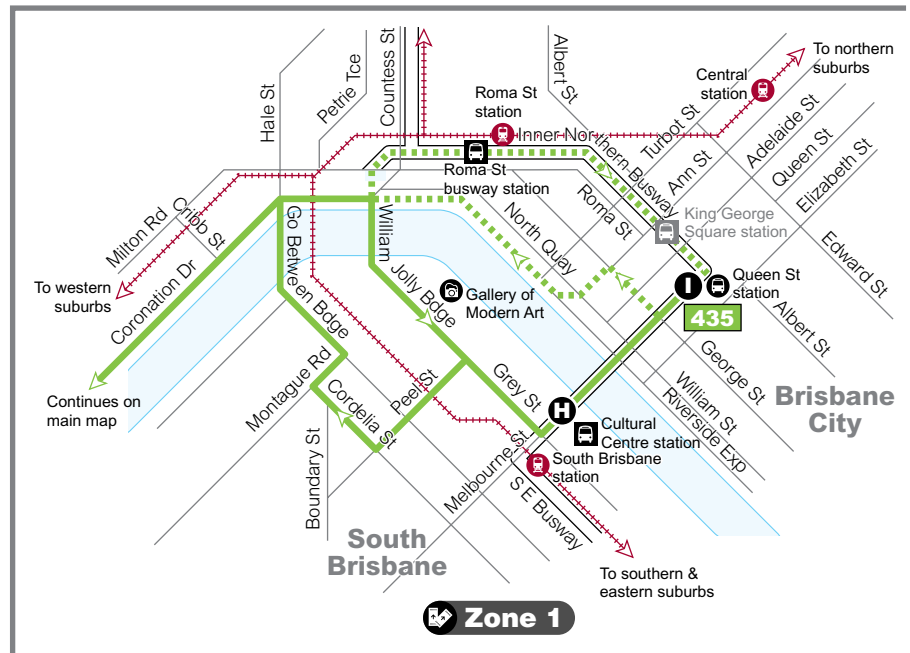 Hale St
Petrie Tce
Countess St
Albert St
To northern
suburbs
Central
station
Roma St
station
Inner Northern Busway
Turbot St
Ann St
Adelaide St
Queen St
Elizabeth St
Roma St
busway station
Roma St
King George
Square station
Milton Rd
Cribb St
Go Between Bdge
William
Jolly Bdge
North Quay
Edward St
To western
suburbs
Coronation Dr
Gallery of
Modern Art
I
Queen St
station
435
Albert St
Continues on
main map
Montague Rd
Cordelia St
Peel St
Grey St
George St
William St
Riverside Exp
Brisbane
City
H
Cultural
Centre station
Boundary St
Melbourne St
South Brisbane
station
S E Busway
South
Brisbane
To southern &
eastern suburbs
Zone 1